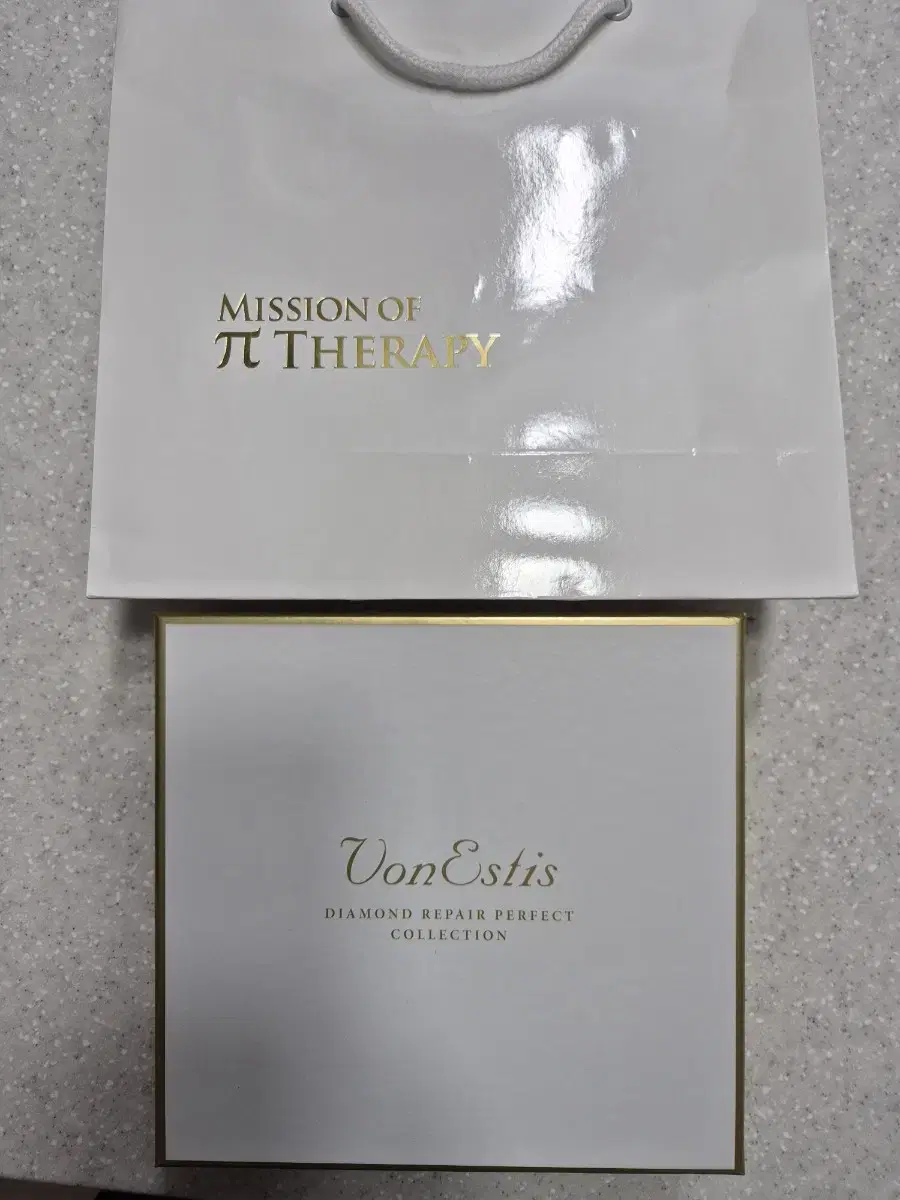 MISSION OF
π THERAPY
VonEstis
DIAMOND REPAIR PERFECT
COLLECTION